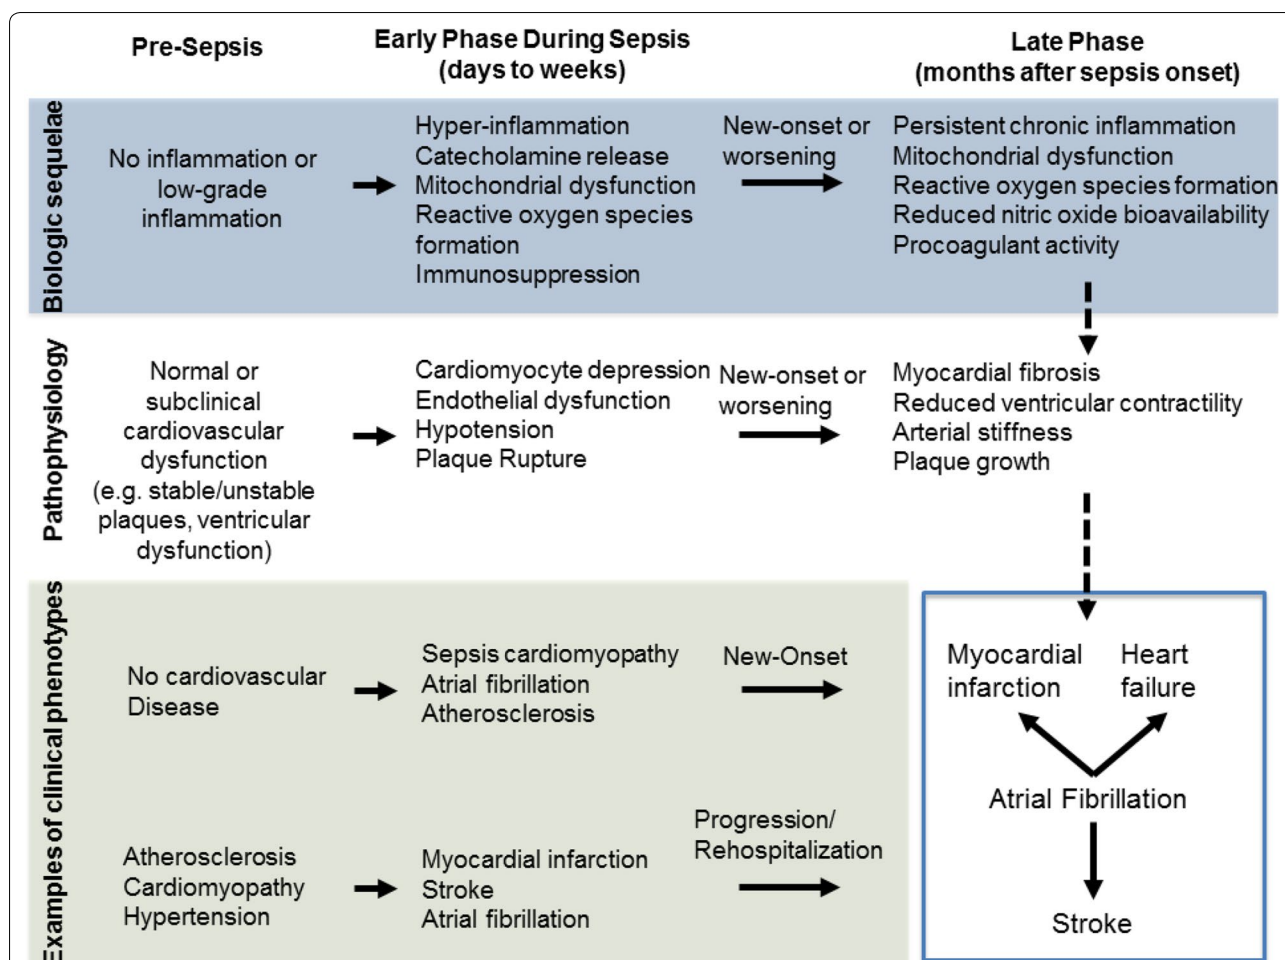 Pre-Sepsis
Early Phase During Sepsis
(days to weeks)
Late Phase
(months after sepsis onset)
Biologic sequelae
No inflammation or
low-grade
inflammation
Hyper-inflammation
Catecholamine release
Mitochondrial dysfunction
Reactive oxygen species
formation
Immunosuppression
New-onset or
worsening
Persistent chronic inflammation
Mitochondrial dysfunction
Reactive oxygen species formation
Reduced nitric oxide bioavailability
Procoagulant activity
Pathophysiology
Normal or
subclinical
cardiovascular
dysfunction
(e.g. stable/unstable
plaques, ventricular
dysfunction)
Cardiomyocyte depression
Endothelial dysfunction
Hypotension
Plaque Rupture
New-onset or
worsening
Myocardial fibrosis
Reduced ventricular contractility
Arterial stiffness
Plaque growth
Examples of clinical phenotypes
No cardiovascular
Disease
Sepsis cardiomyopathy
Atrial fibrillation
Atherosclerosis
New-Onset
Atherosclerosis
Cardiomyopathy
Hypertension
Myocardial infarction
Stroke
Atrial fibrillation
Progression/
Rehospitalization
Myocardial
infarction
Heart
failure
Atrial Fibrillation
Stroke